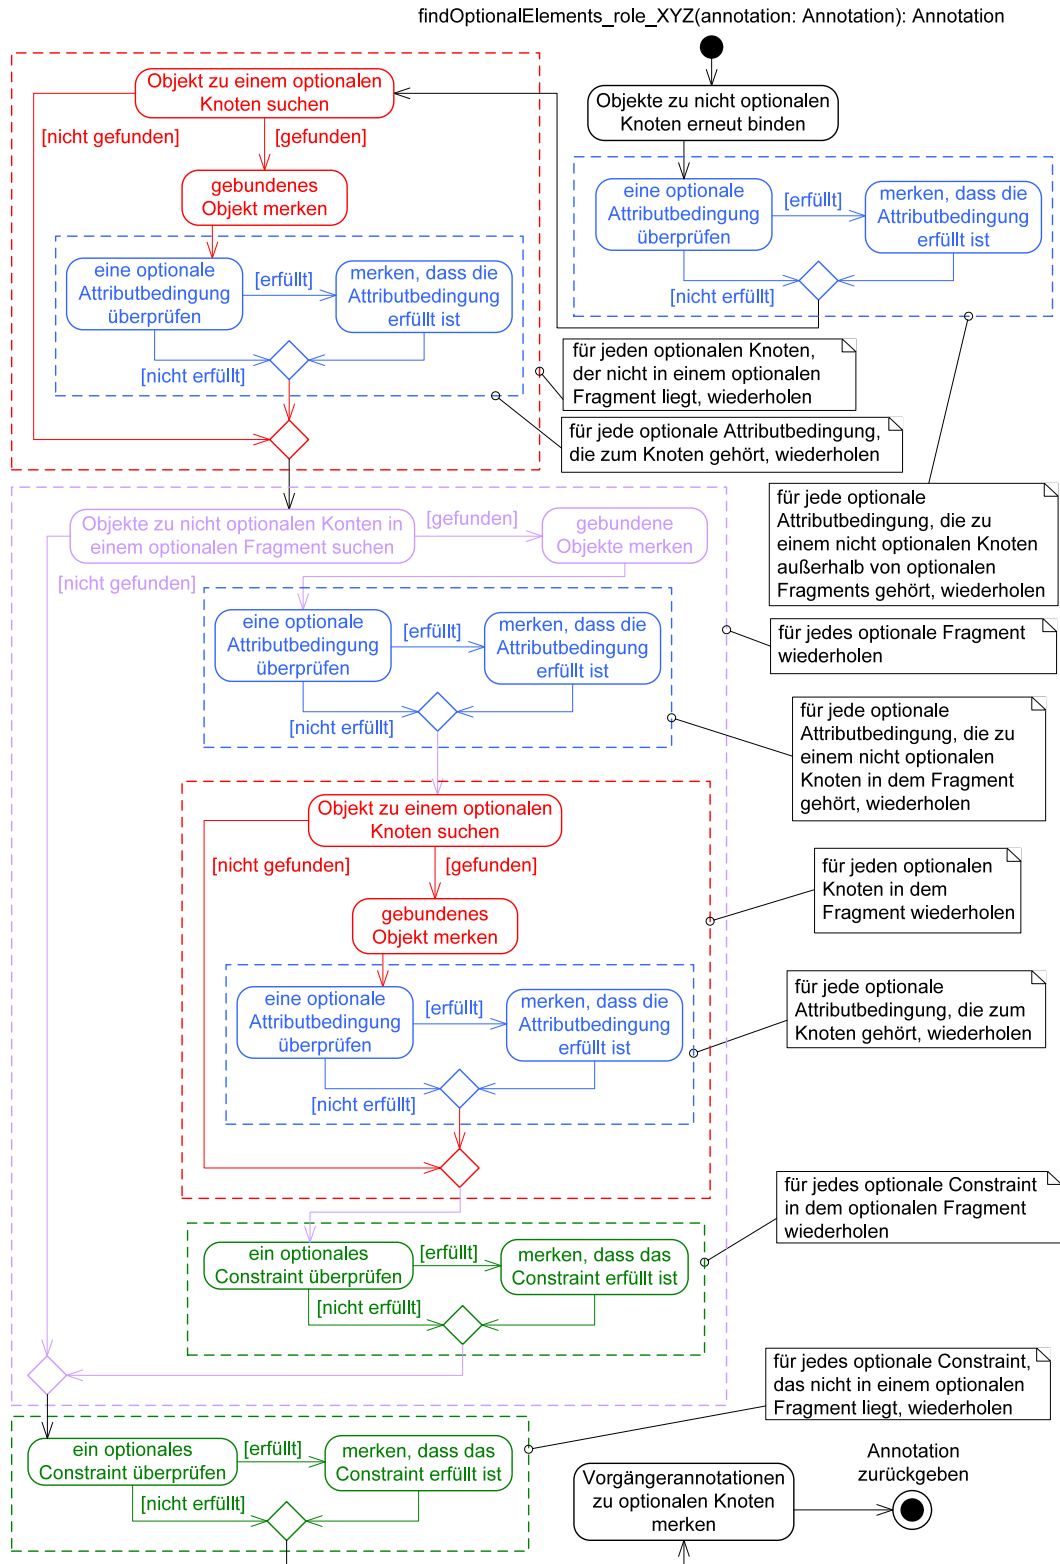 findOptionalElements_role_XYZ(annotation: Annotation): Annotation
Objekte zu nicht optionalen
Knoten erneut binden
eine optionale
Attributbedingung
überprüfen
[erfüllt]
merken, dass die
Attributbedingung
erfüllt ist
[nicht erfüllt]
Objekt zu einem optionalen
Knoten suchen
[nicht gefunden]
[gefunden]
gebundenes
Objekt merken
eine optionale
Attributbedingung
überprüfen
[erfüllt]
merken, dass die
Attributbedingung
erfüllt ist
[nicht erfüllt]
für jeden optionalen Knoten,
der nicht in einem optionalen
Fragment liegt, wiederholen
für jede optionale Attributbedingung,
die zum Knoten gehört, wiederholen
für jede optionale
Attributbedingung, die zu
einem nicht optionalen Knoten
außerhalb von optionalen
Fragments gehört, wiederholen
Objekte zu nicht optionalen Konten in
einem optionalen Fragment suchen
[gefunden]
gebundene
Objekte merken
[nicht gefunden]
eine optionale
Attributbedingung
überprüfen
[erfüllt]
merken, dass die
Attributbedingung
erfüllt ist
[nicht erfüllt]
für jedes optionale Fragment
wiederholen
für jede optionale
Attributbedingung, die zu
einem nicht optionalen
Knoten in dem Fragment
gehört, wiederholen
Objekt zu einem optionalen
Knoten suchen
[nicht gefunden]
[gefunden]
gebundenes
Objekt merken
für jeden optionalen
Knoten in dem
Fragment wiederholen
eine optionale
Attributbedingung
überprüfen
[erfüllt]
merken, dass die
Attributbedingung
erfüllt ist
[nicht erfüllt]
für jede optionale
Attributbedingung, die zum
Knoten gehört, wiederholen
ein optionales
Constraint überprüfen
[erfüllt]
merken, dass das
Constraint erfüllt ist
[nicht erfüllt]
für jedes optionale Constraint
in dem optionalen Fragment
wiederholen
für jedes optionale Constraint,
das nicht in einem optionalen
Fragment liegt, wiederholen
ein optionales
Constraint überprüfen
[erfüllt]
merken, dass das
Constraint erfüllt ist
[nicht erfüllt]
Vorgängerannotationen
zu optionalen Knoten
merken
Annotation
zurückgeben